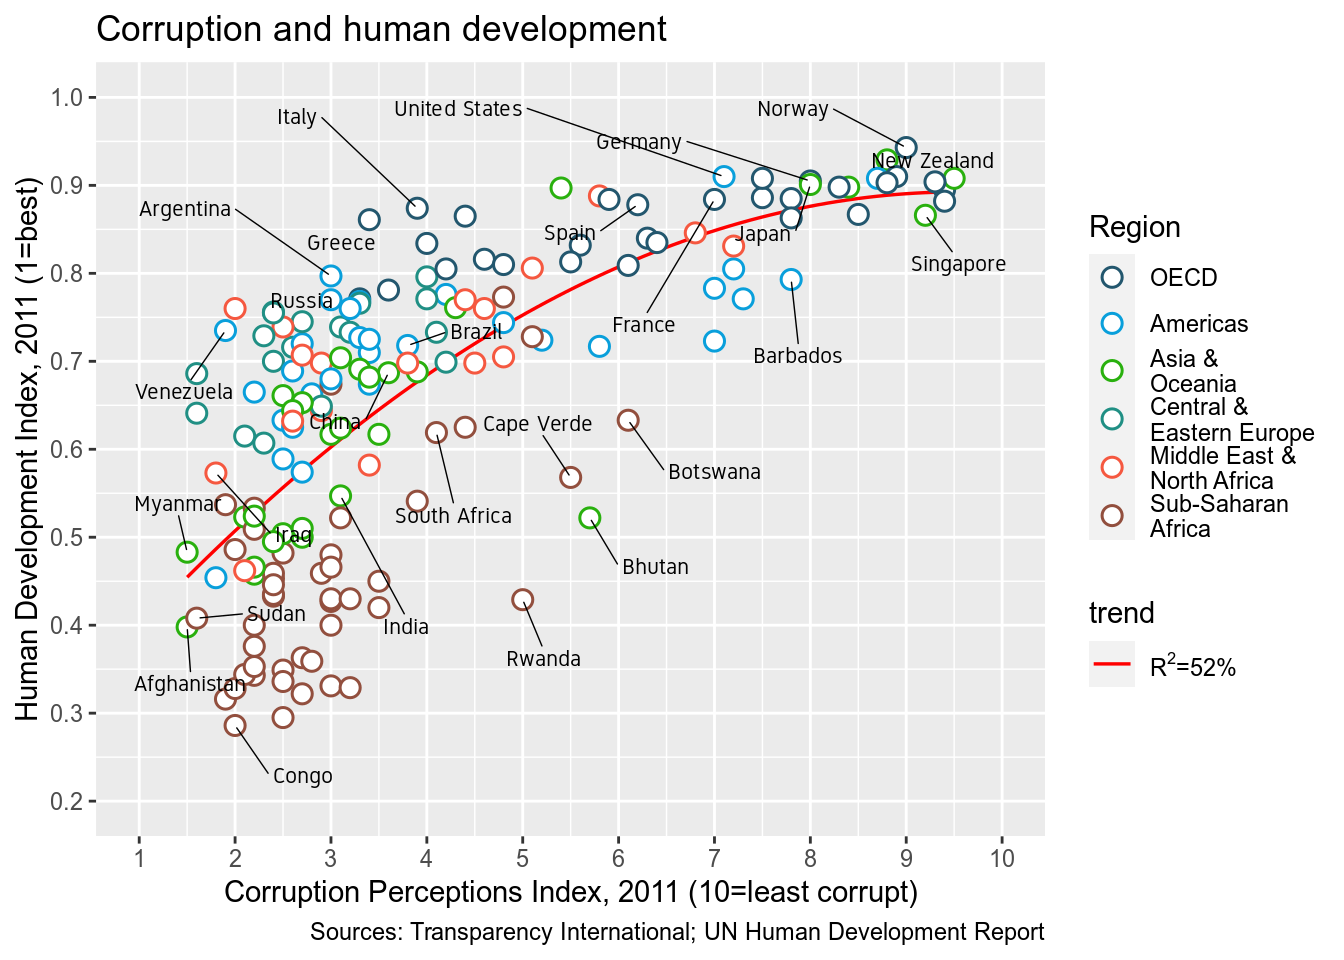 Corruption and human development
Human Development Index, 2011 (1=best)
1.0
0.9
0.8
0.7
0.6
0.5
0.4
0.3
0.2
United States
Norway
Italy
Germany
New Zealand
Argentina
Spain
Japan
Greece
Singapore
Russia
France
Brazil
Barbados
Venezuela
China
Cape Verde
Botswana
Myanmar
South Africa
Iraq
Bhutan
Sudan
India
Rwanda
Afghanistan
Congo
1 2 3 4 5 6 7 8 9 10
Corruption Perceptions Index, 2011 (10=least corrupt)
Sources: Transparency International; UN Human Development Report
Region
OECD
Americas
Asia &
Oceania
Central &
Eastern Europe
Middle East &
North Africa
Sub-Saharan
Africa
trend
R²=52%